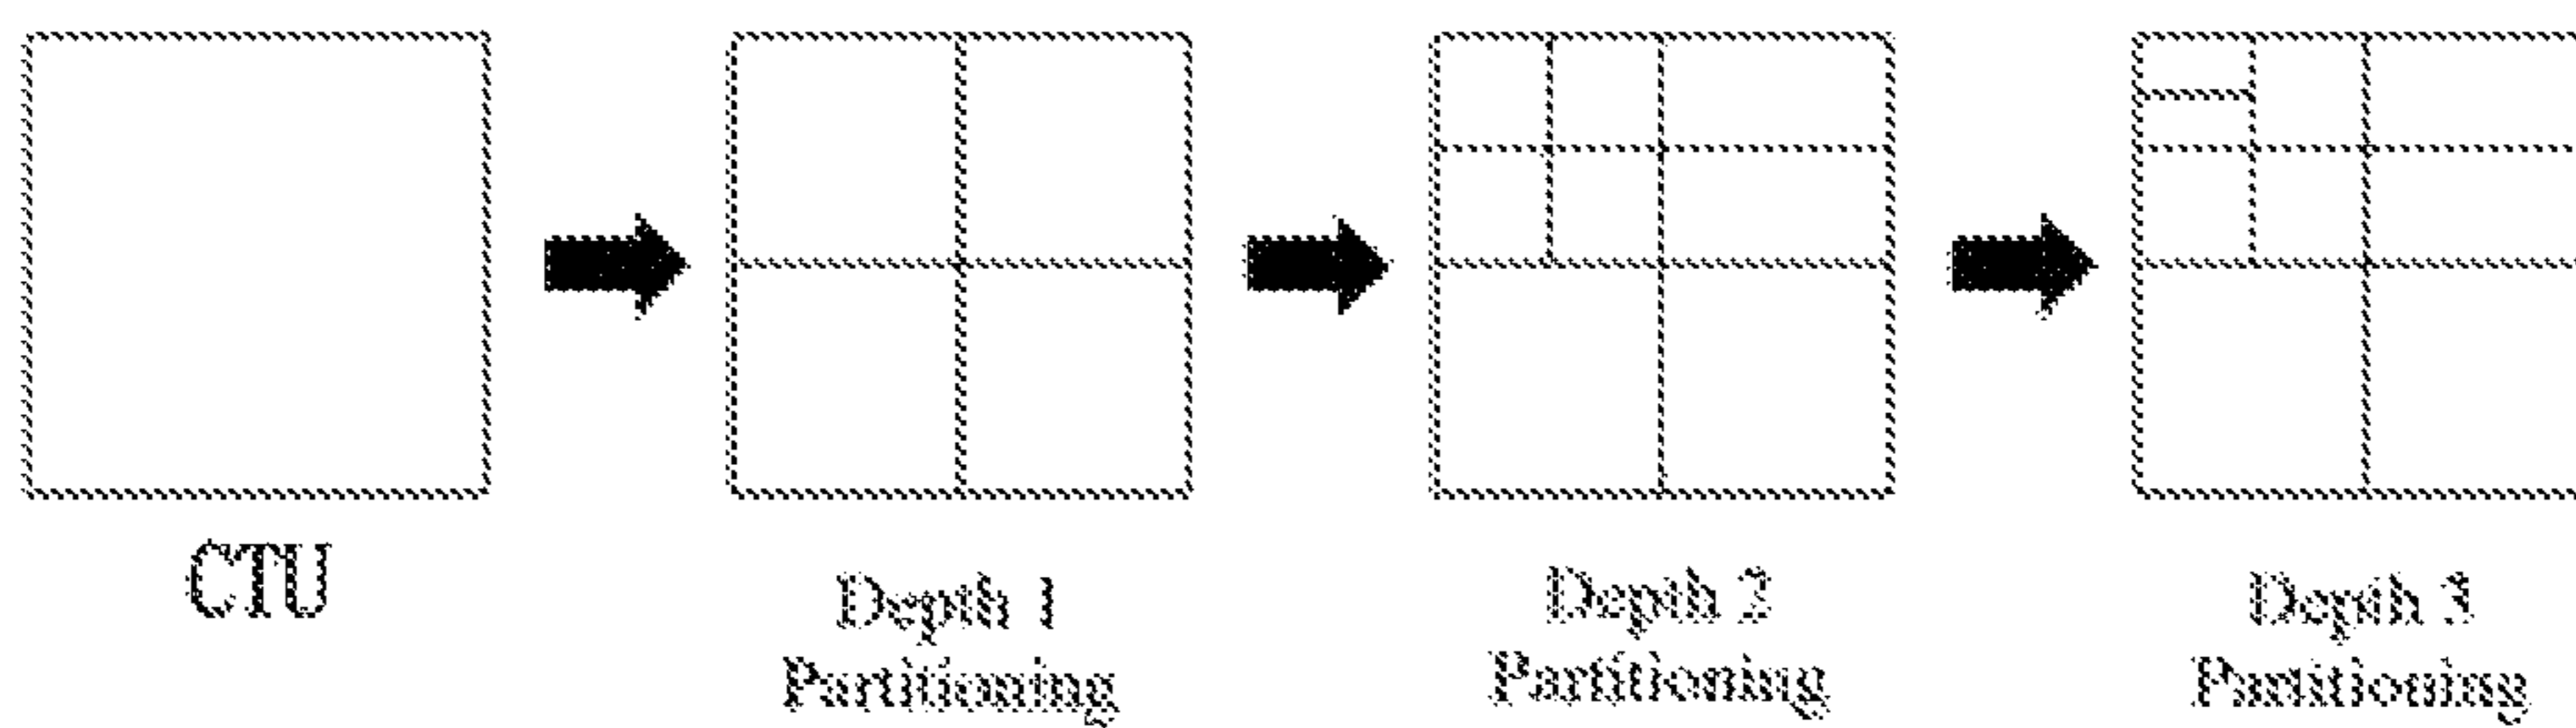 CTU
Depth 1
Partitioning
Depth 2
Partitioning
Depth 3
Partitioning